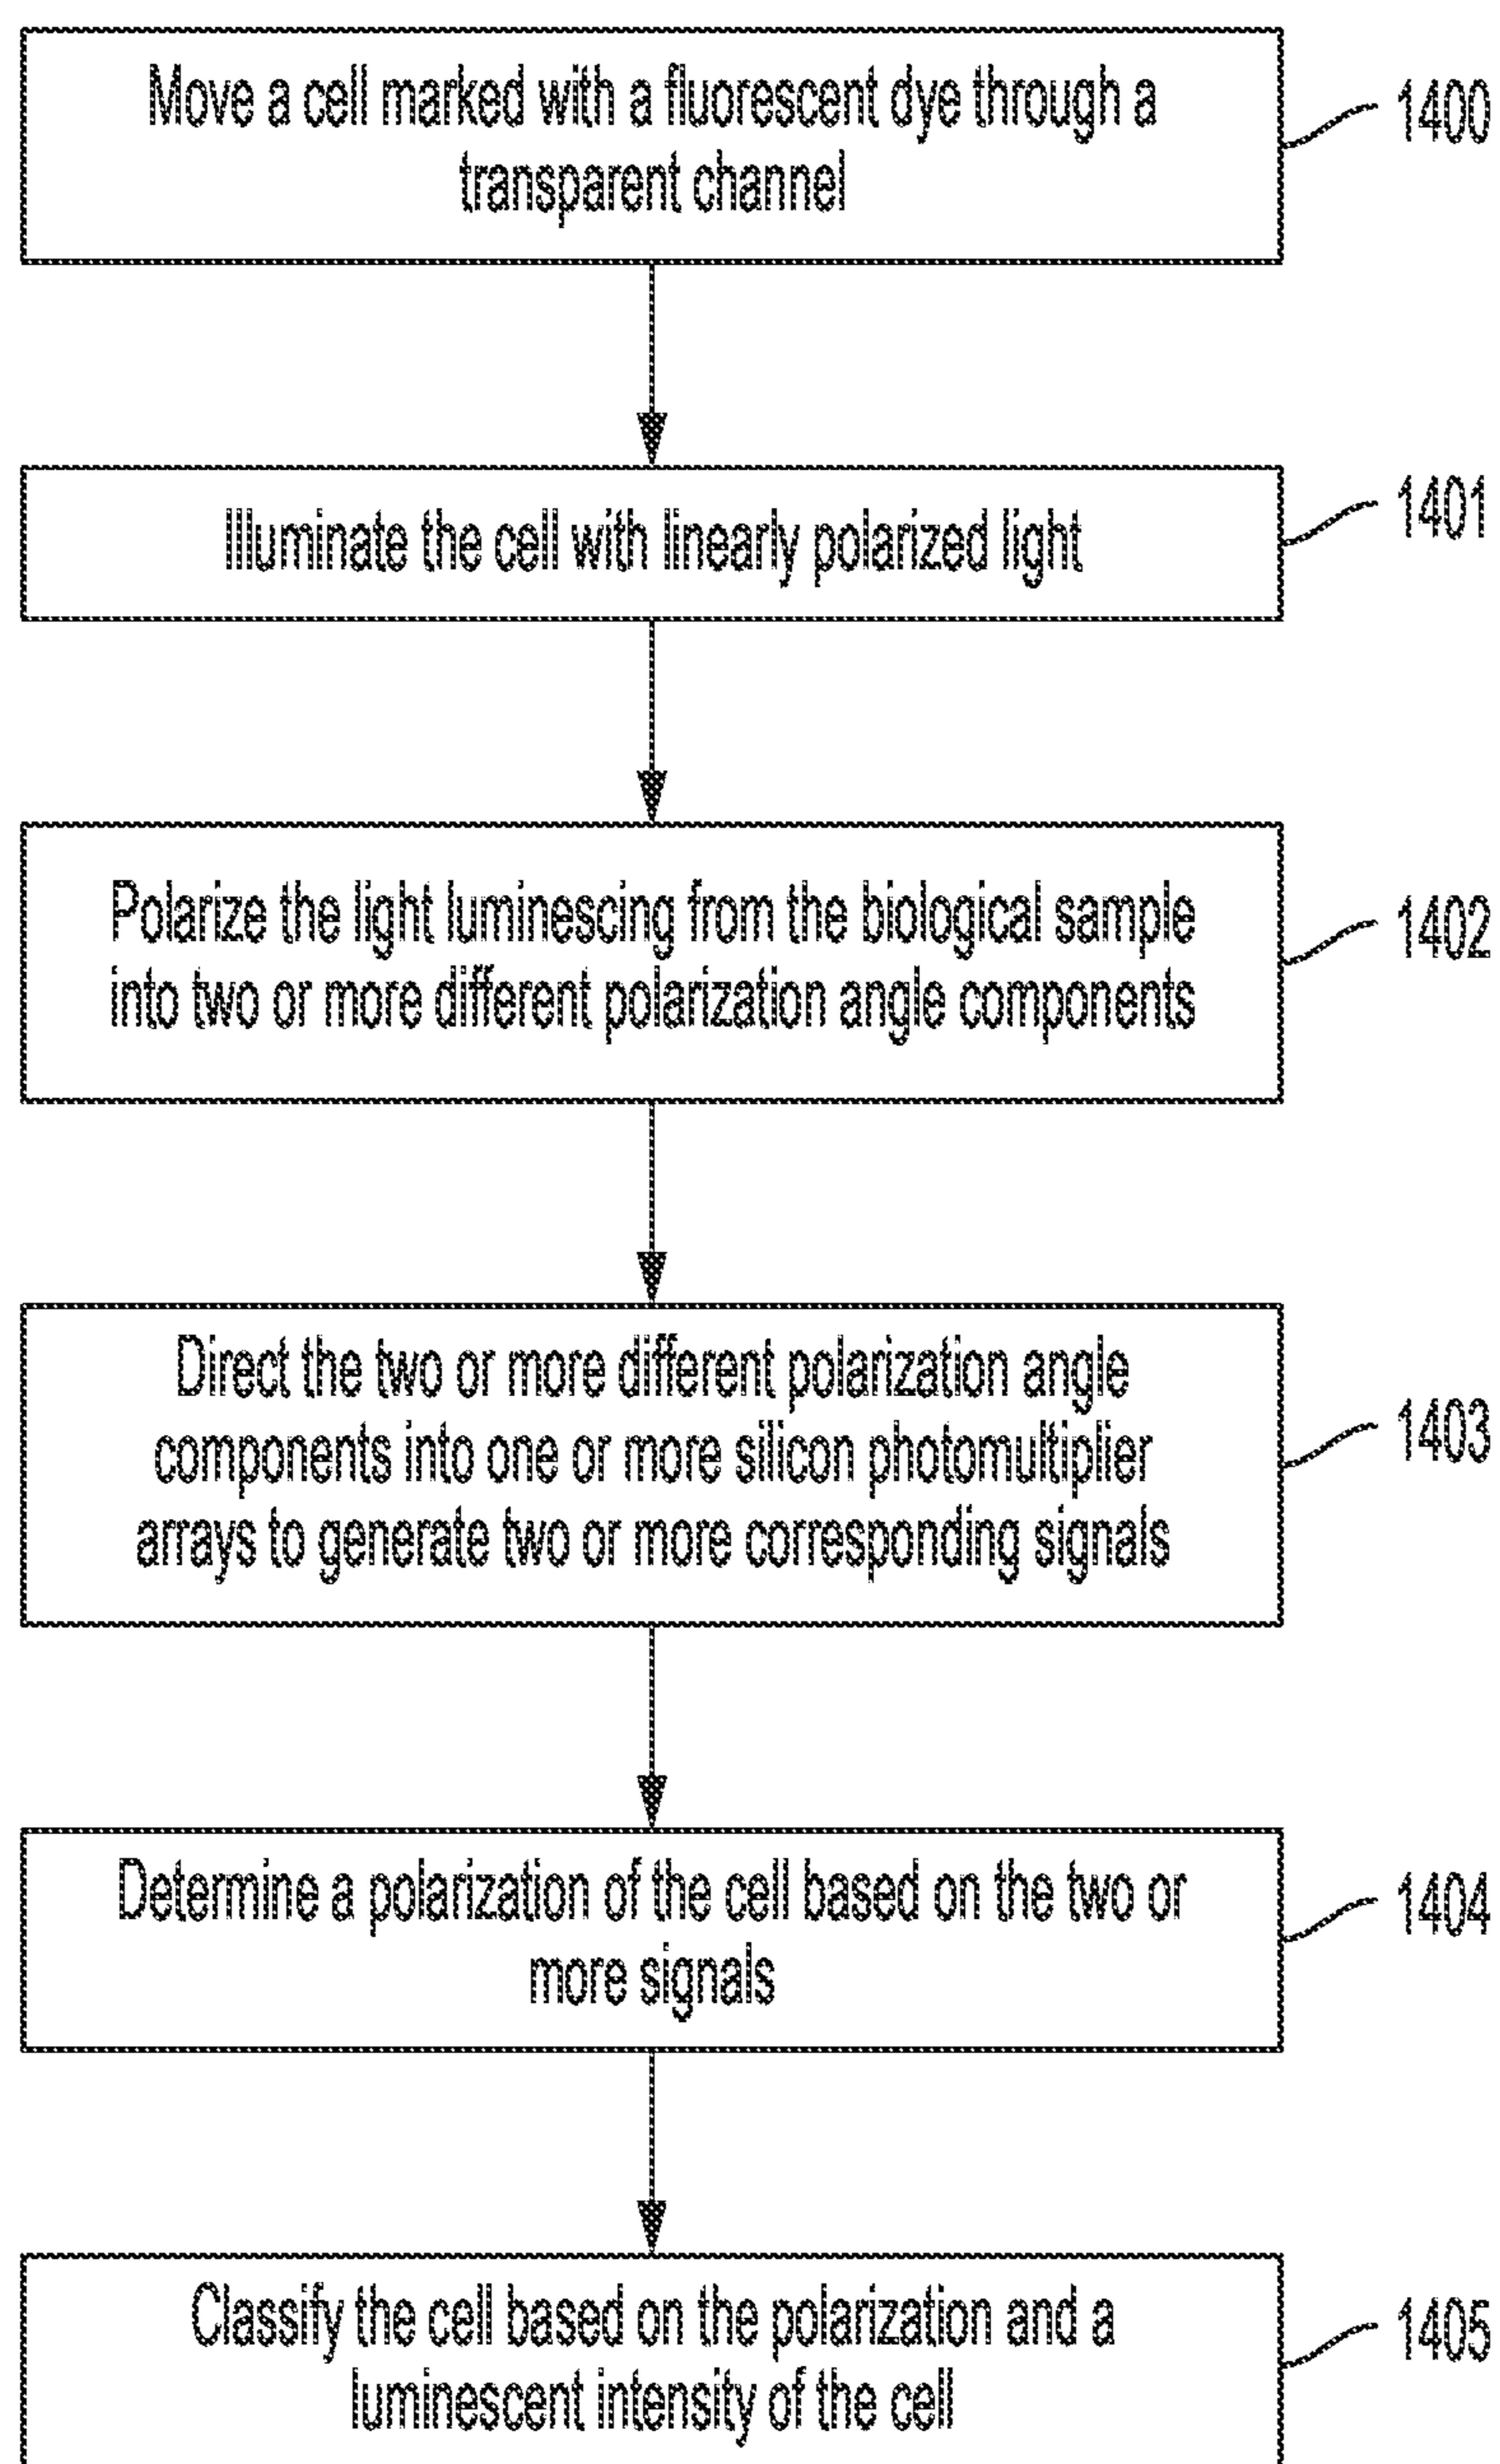 Move a cell marked with a fluorescent dye through a
transparent channel
1400
Illuminate the cell with linearly polarized light
1401
Polarize the light luminescing from the biological sample
into two or more different polarization angle components
1402
Direct the two or more different polarization angle
components into one or more silicon photomultiplier
arrays to generate two or more corresponding signals
1403
Determine a polarization of the cell based on the two or
more signals
1404
Classify the cell based on the polarization and a
luminescent intensity of the cell
1405